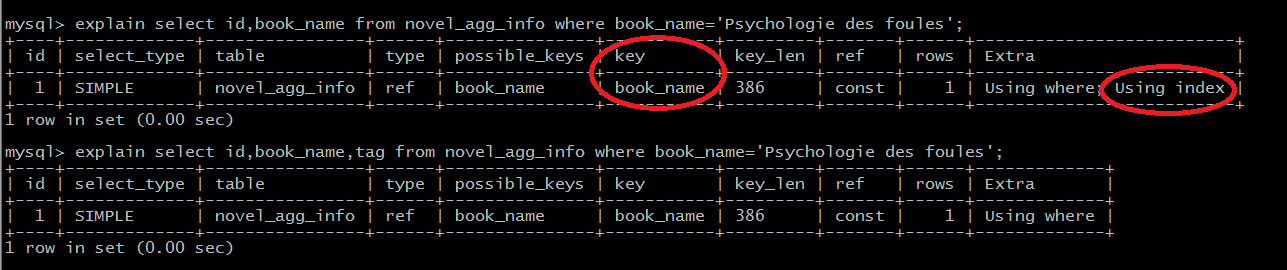 mysql> explain select id,book_name from novel_agg_info where book_name='Psychologie des foules';
+----+-------------+----------------+------+---------------+-----------+---------+-------+------+--------------------------+
| id | select_type | table          | type | possible_keys | key       | key_len | ref   | rows | Extra                    |
+----+-------------+----------------+------+---------------+-----------+---------+-------+------+--------------------------+
|  1 | SIMPLE      | novel_agg_info | ref  | book_name     | book_name | 386     | const |    1 | Using where; Using index |
+----+-------------+----------------+------+---------------+-----------+---------+-------+------+--------------------------+
1 row in set (0.00 sec)
mysql> explain select id,book_name,tag from novel_agg_info where book_name='Psychologie des foules';
+----+-------------+----------------+------+---------------+-----------+---------+-------+------+-------------+
| id | select_type | table          | type | possible_keys | key       | key_len | ref   | rows | Extra       |
+----+-------------+----------------+------+---------------+-----------+---------+-------+------+-------------+
|  1 | SIMPLE      | novel_agg_info | ref  | book_name     | book_name | 386     | const |    1 | Using where |
+----+-------------+----------------+------+---------------+-----------+---------+-------+------+-------------+
1 row in set (0.00 sec)